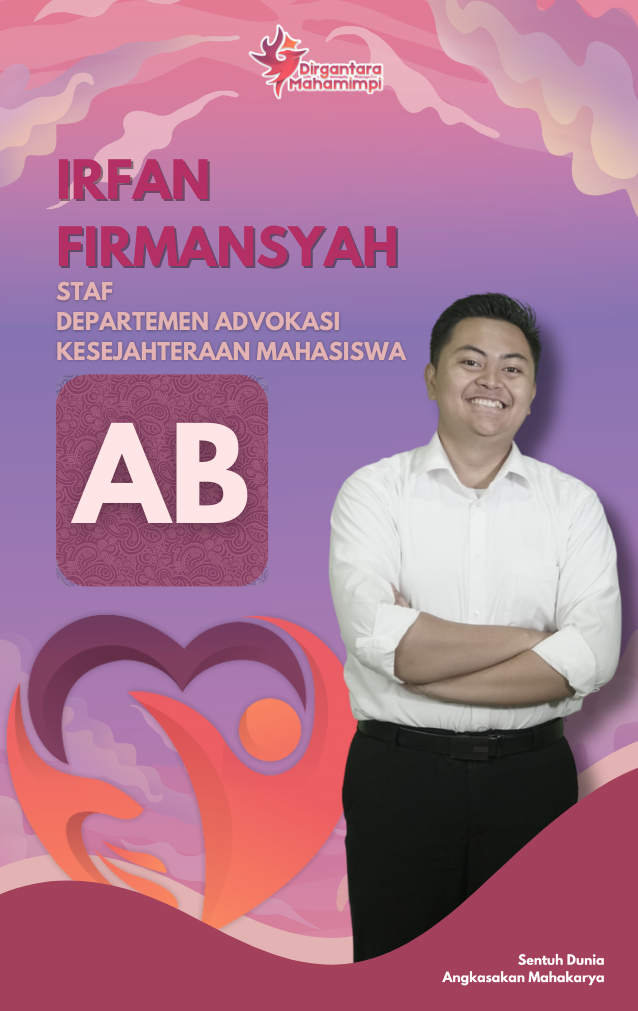 Dirgantara
Mahamimpi
IRFAN
FIRMANSYAH
STAF
DEPARTEMEN ADVOKASI
KESEJAHTERAAN MAHASISWA
AB
Sentuh Dunia
Angkasakan Mahakarya